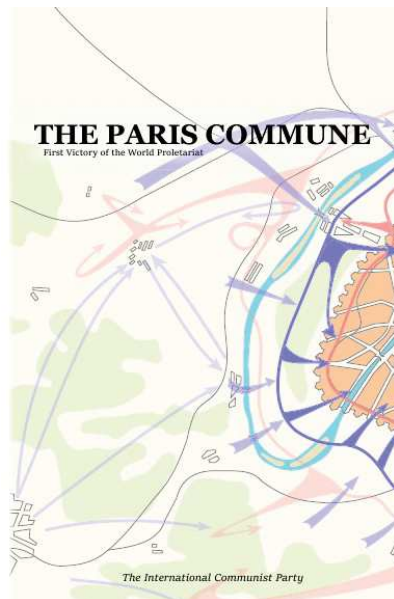 THE PARIS COMMUNE
First Victory of the World Proletariat
The International Communist Party